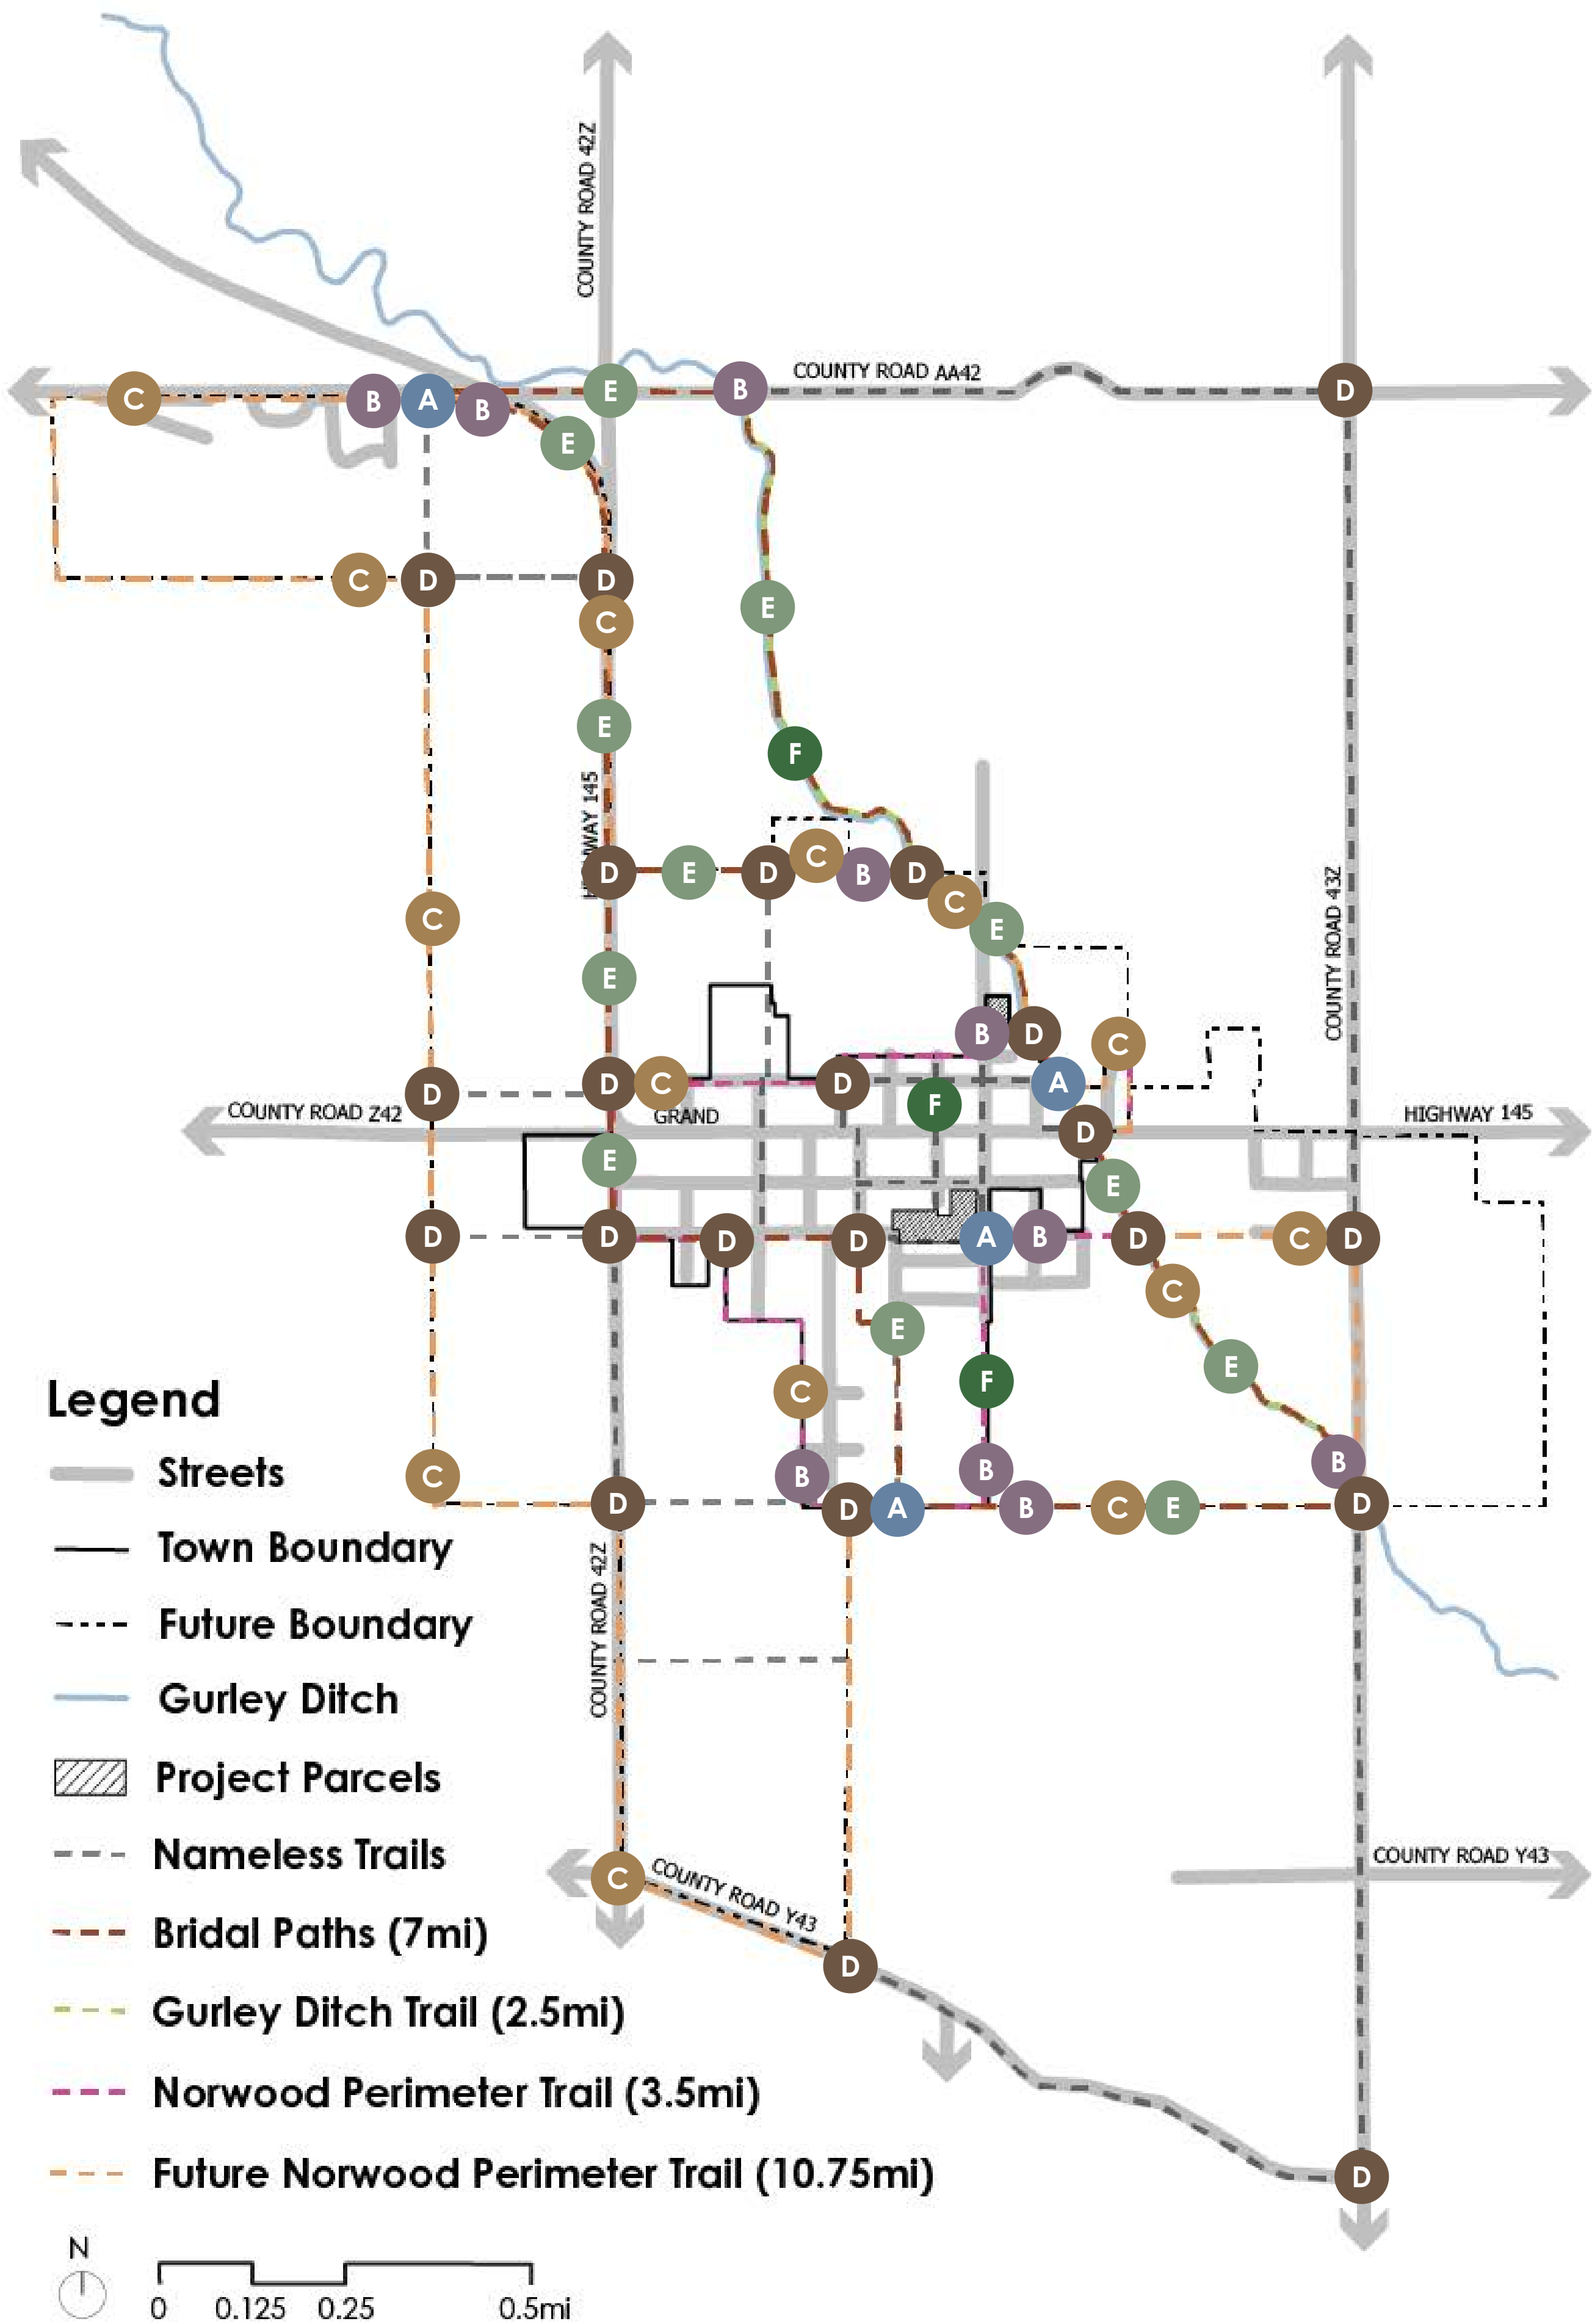 COUNTY ROAD 42Z
COUNTY ROAD AA42
E
B
D
C
B
A
B
E
C
D
D
C
E
E
F
HIGHWAY 145
D
E
D
C
B
D
C
E
C
E
COUNTY ROAD 43Z
B
D
C
D
D
C
D
A
F
COUNTY ROAD Z42
GRAND
D
HIGHWAY 145
E
E
D
D
D
D
A
B
D
C
D
C
E
E
C
F
C
B
B
B
D
D
A
B
C
E
D
COUNTY ROAD 42Z
C
COUNTY ROAD Y43
COUNTY ROAD Y43
D
D
Legend
Streets
Town Boundary
Future Boundary
Gurley Ditch
Project Parcels
Nameless Trails
Bridal Paths (7mi)
Gurley Ditch Trail (2.5mi)
Norwood Perimeter Trail (3.5mi)
Future Norwood Perimeter Trail (10.75mi)
N
0 0.125 0.25 0.5mi